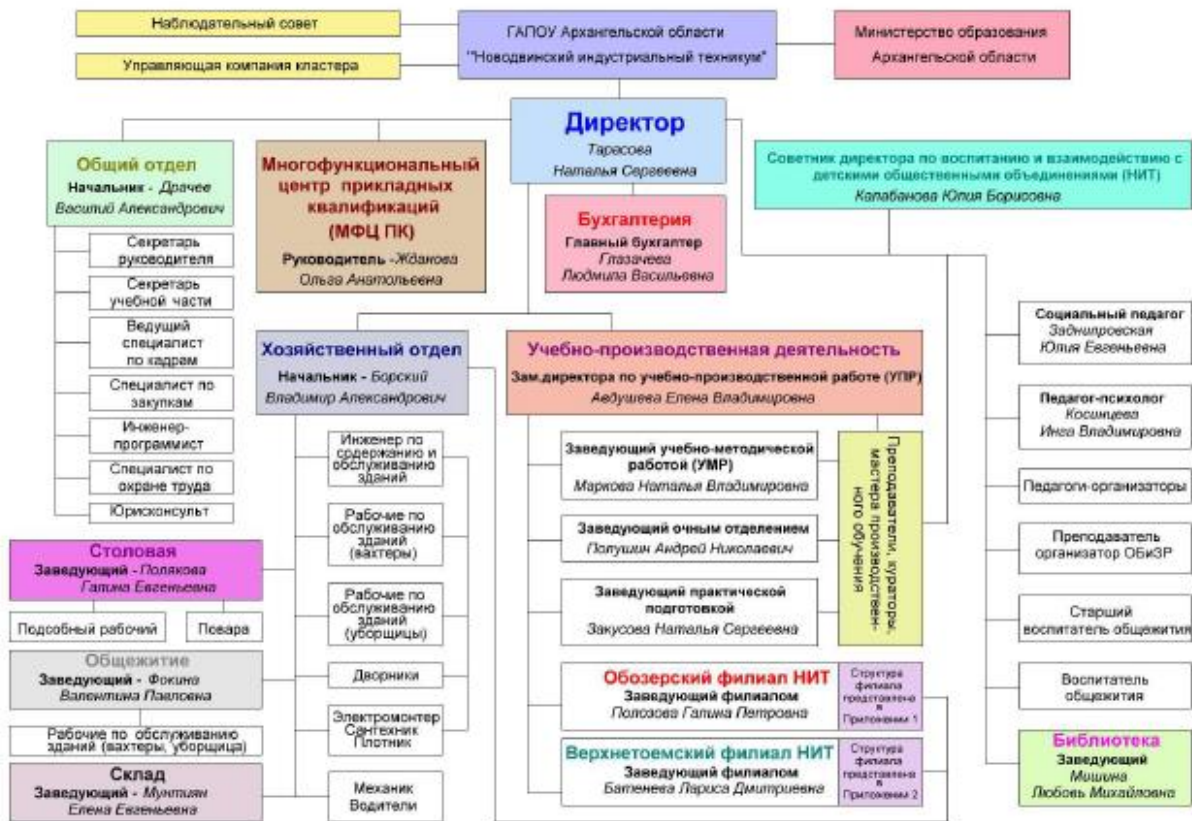 Наблюдательный совет
Управляющая компания кластера
ГАПОУ Архангельской области
"Новодвинский индустриальный техникум"
Министерство образования
Архангельской области
Директор
Тарасова
Наталья Сергеевна
Общий отдел
Начальник - Драчев
Василий Александрович
Секретарь
руководителя
Секретарь
учебной части
Ведущий
специалист
по кадрам
Специалист по
закупкам
Инженер-
программист
Специалист по
охране труда
Юрисконсульт
Многофункциональный
центр прикладных
квалификаций
(МФЦ ПК)
Руководитель -Жданова
Ольга Анатольевна
Бухгалтерия
Главный бухгалтер
Глазачева
Людмила Васильевна
Советник директора по воспитанию и взаимодействию с
детскими общественными объединениями (НИТ)
Калабанова Юлия Борисовна
Хозяйственный отдел
Начальник - Борский
Владимир Александрович
Инженер по
содержанию и
обслуживанию
зданий
Рабочие по
обслуживанию
зданий
(вахтеры)
Рабочие по
обслуживанию
зданий
(уборщицы)
Дворники
Электромонтер
Сантехник
Плотник
Механик
Водители
Учебно-производственная деятельность
Зам.директора по учебно-производственной работе (УПР)
Авдушева Елена Владимировна
Заведующий учебно-методической
работой (УМР)
Маркова Наталья Владимировна
Заведующий очным отделением
Полушин Андрей Николаевич
Заведующий практической
подготовкой
Закусова Наталья Сергеевна
Преподаватели, кураторы,
мастера производствен-
ного обучения
Обозерский филиал НИТ
Заведующий филиалом
Полозова Галина Петровна
Структура
филиала
представлена
в
Приложении 1
Верхнетоемский филиал НИТ
Заведующий филиалом
Батенева Лариса Дмитриевна
Структура
филиала
представлена
в
Приложении 2
Столовая
Заведующий - Полякова
Галина Евгеньевна
Подсобный рабочий
Повара
Общежитие
Заведующий - Фокина
Валентина Павловна
Рабочие по обслуживанию
зданий (вахтеры, уборщица)
Склад
Заведующий - Мунтиян
Елена Евгеньевна
Социальный педагог
Заднипровская
Юлия Евгеньевна
Педагог-психолог
Косинцева
Инга Владимировна
Педагоги-организаторы
Преподаватель
организатор ОБиЗР
Старший
воспитатель общежития
Воспитатель
общежития
Библиотека
Заведующий
Мишина
Любовь Михайловна